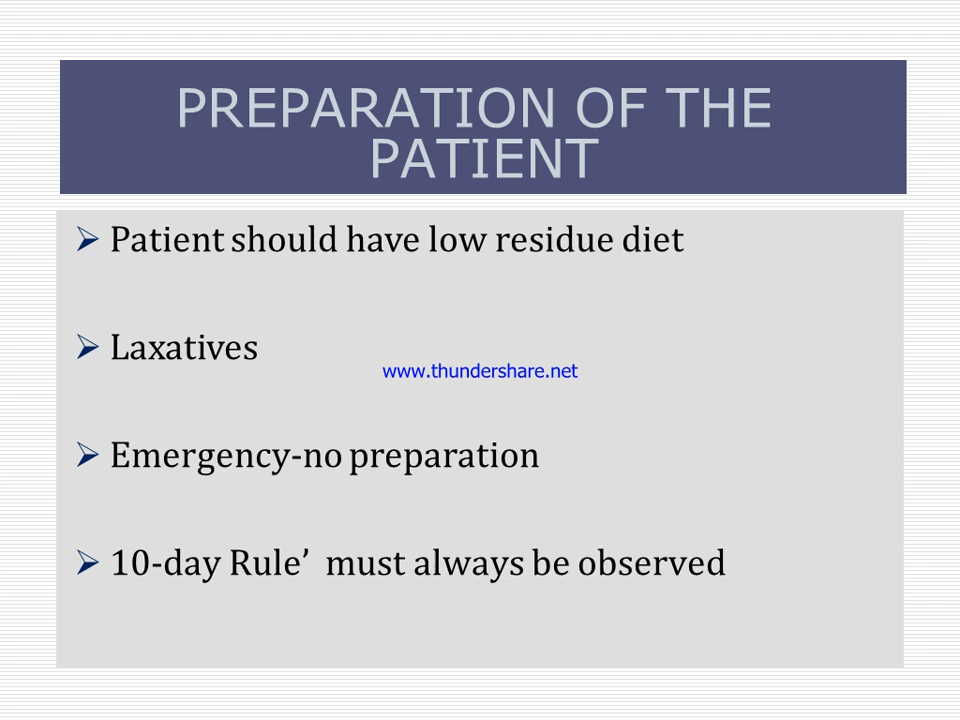 PREPARATION OF THE
PATIENT
➢ Patient should have low residue diet
➢ Laxatives
www.thundershare.net
➢ Emergency-no preparation
➢ 10-day Rule’ must always be observed